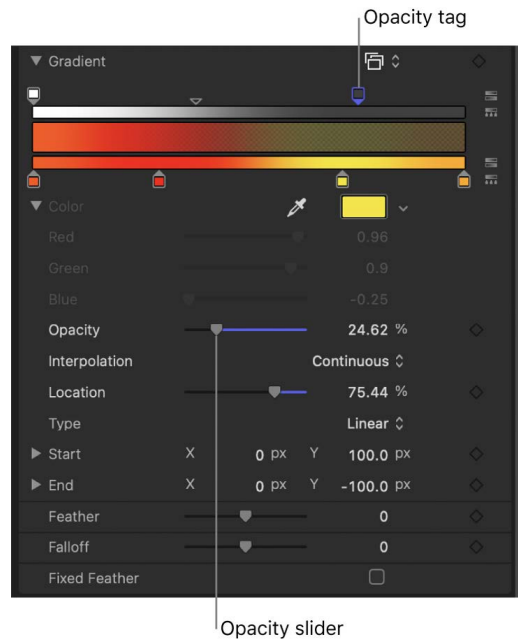 Opacity tag
Gradient
Color
Red 0.96
Green 0.9
Blue -0.25
Opacity 24.62 %
Interpolation Continuous
Location 75.44 %
Type Linear
Start X 0 px Y 100.0 px
End X 0 px Y -100.0 px
Feather 0
Falloff 0
Fixed Feather
Opacity slider